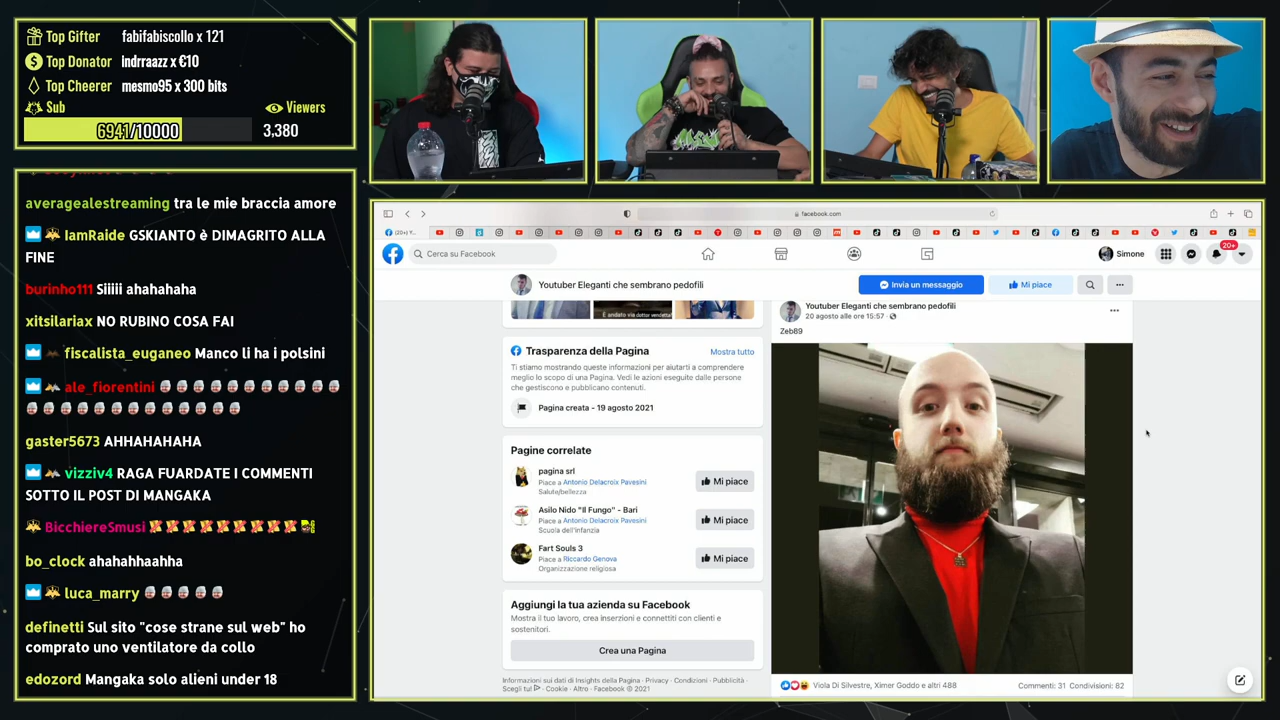 Top Gifter fabifabiscollo x 121
Top Donator indrraazz x €10
Top Cheerer mesmo95 x 300 bits
Sub Viewers
6941/10000 3,380
averagealestreaming tra le mie braccia amore
IamRaide GSKIANTO è DIMAGRITO ALLA
FINE
burinho111 Siiiii ahahahaha
xitsilariax NO RUBINO COSA FAI
fiscalista_euganeo Manco li ha i polsini
ale_fiorentini
gaster5673 AHHAHAHAHA
vizziv4 RAGA FUARDATE I COMMENTI
SOTTO IL POST DI MANGAKA
BicchiereSmusi
bo_clock ahahahhahha
luca_marry
definetti Sul sito "cose strane sul web" ho
comprato uno ventilatore da collo
edozord Mangaka solo alieni under 18
facebook.com
(20+) Y...
Cerca su Facebook
Simone
20+
Youtuber Eleganti che sembrano pedofili
Invia un messaggio
Mi piace
È andato via dottor vendetta!
Trasparenza della Pagina Mostra tutto
Ti stiamo mostrando queste informazioni per aiutarti a comprendere
meglio lo scopo di una Pagina. Vedi le azioni eseguite dalle persone
che gestiscono e pubblicano contenuti.
Pagina creata - 19 agosto 2021
Pagine correlate
pagina srl
Piace a Antonio Delacroix Pavesini
Salute/bellezza
Mi piace
Asilo Nido "Il Fungo" - Bari
Piace a Antonio Delacroix Pavesini
Scuola dell'infanzia
Mi piace
Fart Souls 3
Piace a Riccardo Genova
Organizzazione religiosa
Mi piace
Aggiungi la tua azienda su Facebook
Mostra il tuo lavoro, crea inserzioni e connettiti con clienti e
sostenitori.
Crea una Pagina
Informazioni sui dati di Insights della Pagina · Privacy · Condizioni · Pubblicità ·
Scegli tu! · Cookie · Altro · Facebook © 2021
Youtuber Eleganti che sembrano pedofili
20 agosto alle ore 15:57 ·
Zeb89
Viola Di Silvestre, Ximer Goddo e altri 488
Commenti: 31 Condivisioni: 82